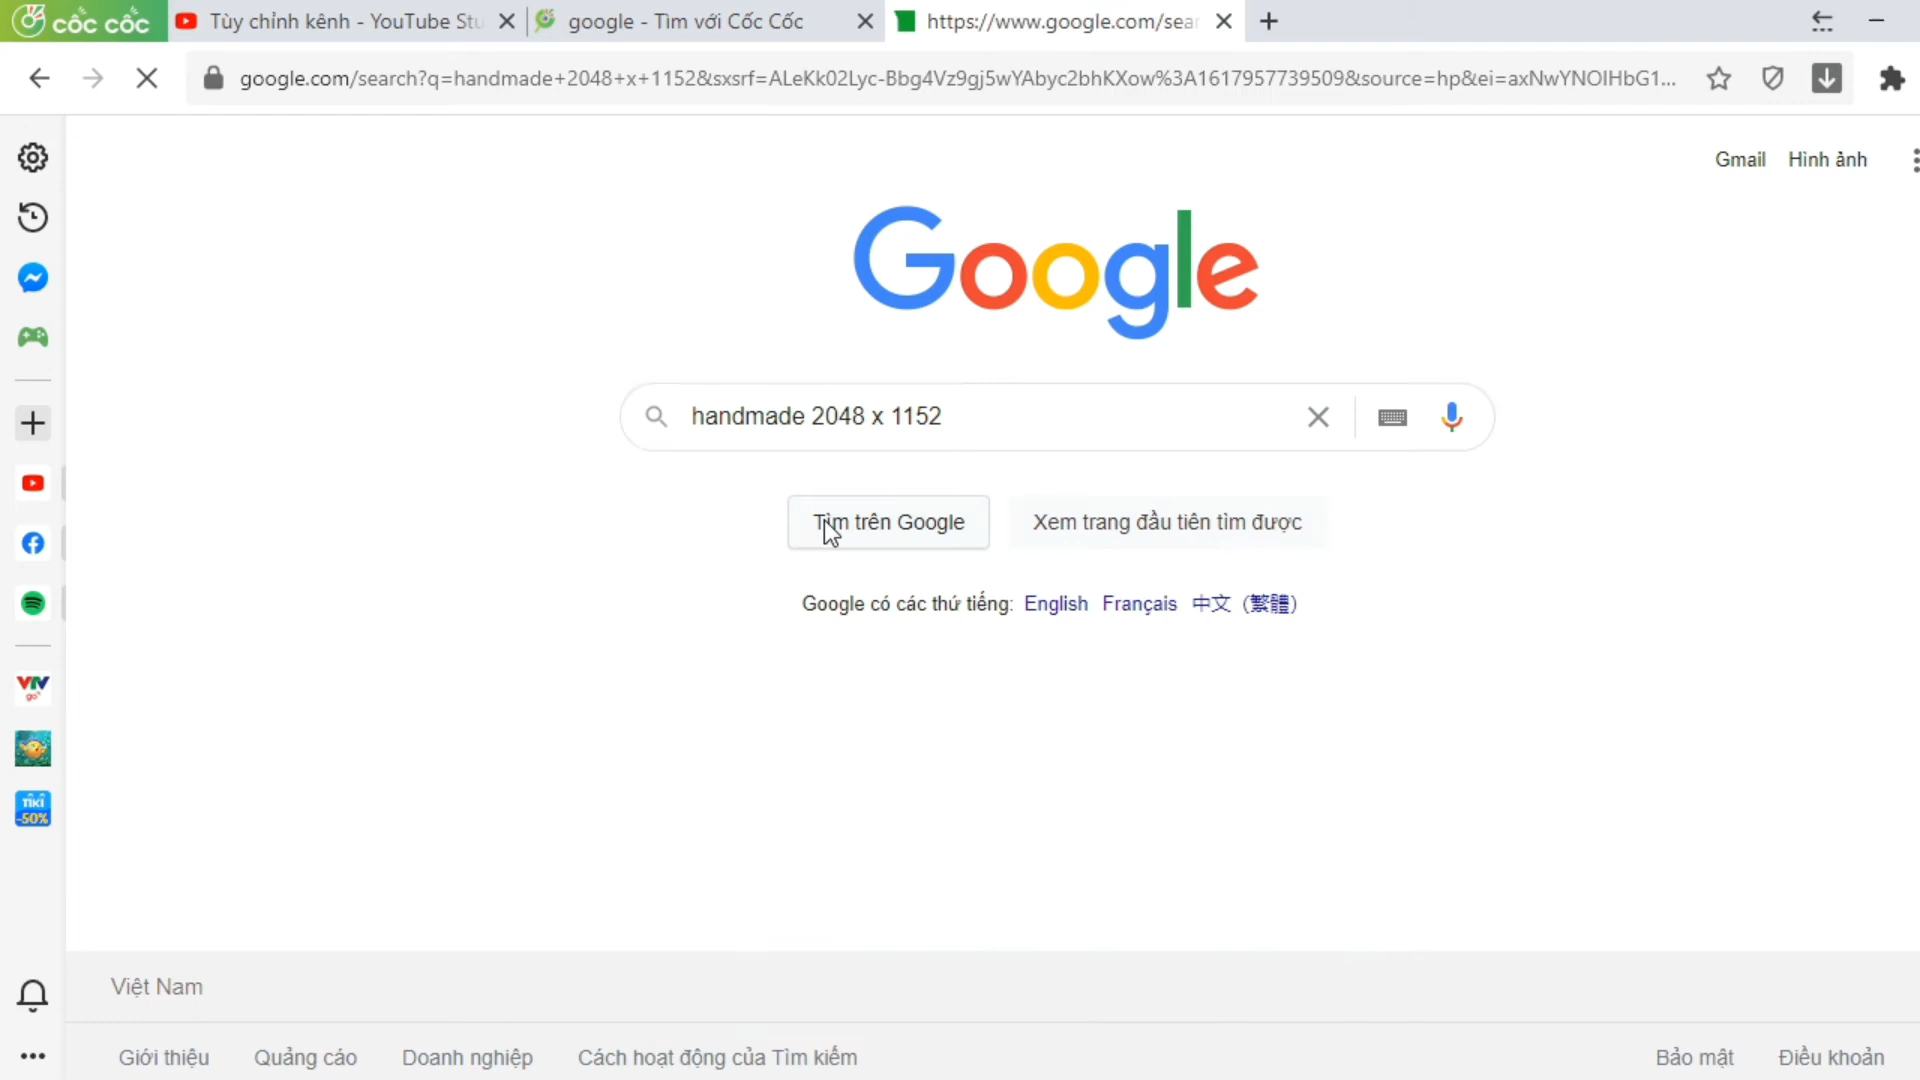 cốc cốc
Tùy chỉnh kênh - YouTube Stu
google - Tìm với Cốc Cốc
https://www.google.com/sear
google.com/search?q=handmade+2048+x+1152&sxsrf=ALeKk02Lyc-Bbg4Vz9gj5wYAbyc2bhKXow%3A1617957739509&source=hp&ei=axNwYNOIHbG1...
Gmail Hình ảnh
Google
handmade 2048 x 1152
Tìm trên Google
Xem trang đầu tiên tìm được
Google có các thứ tiếng: English Français 中文 (繁體)
VTV
go
TIKI
-50%
Việt Nam
Giới thiệu Quảng cáo Doanh nghiệp Cách hoạt động của Tìm kiếm Bảo mật Điều khoản